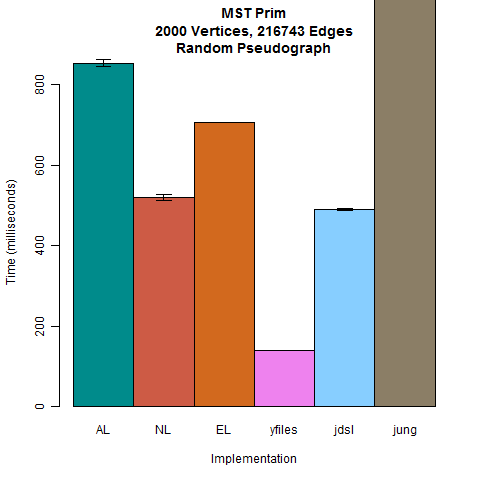 MST Prim
2000 Vertices, 216743 Edges
Random Pseudograph
Time (milliseconds)
800
600
400
200
0
AL NL EL yfiles jdsl jung
Implementation